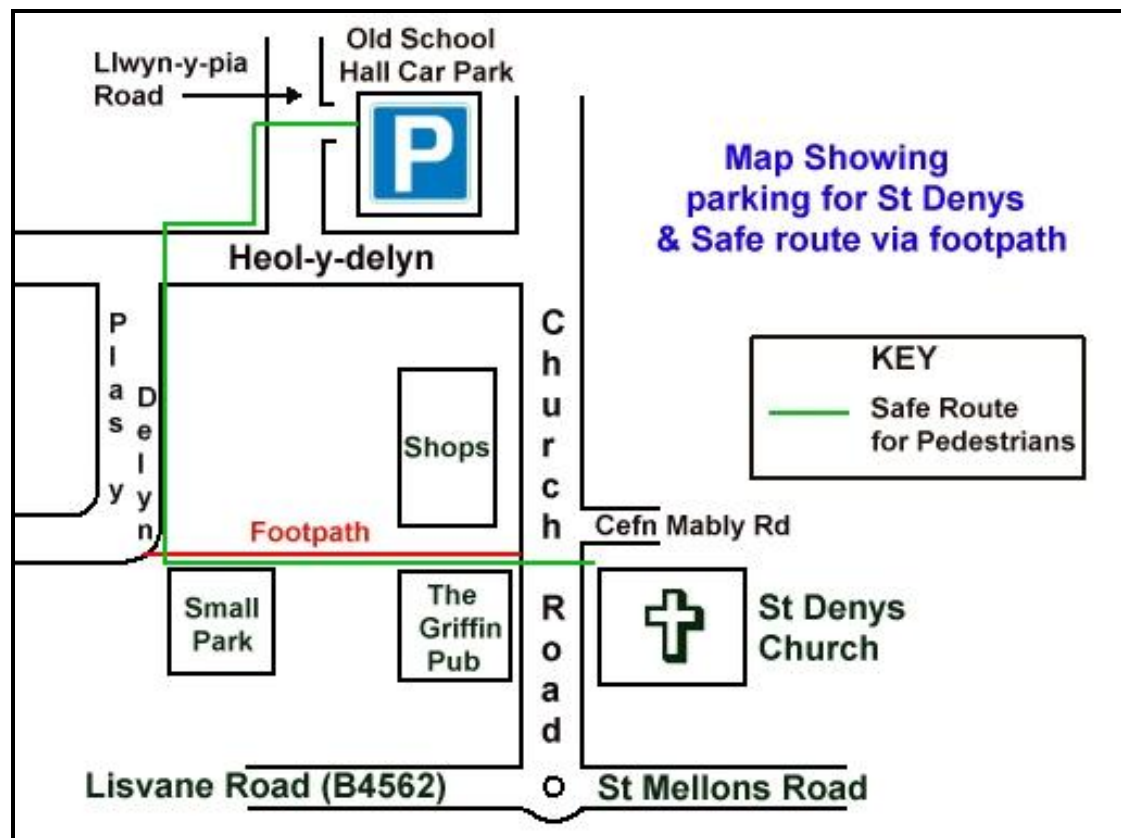 Old School
Hall Car Park
Llwyn-y-pia
Road
P
Map Showing
parking for St Denys
& Safe route via footpath
Heol-y-delyn
Plas y
Delyn
Church
Road
KEY
Safe Route
for Pedestrians
Shops
Cefn Mably Rd
Footpath
Small
Park
The
Griffin
Pub
St Denys
Church
Lisvane Road (B4562)
St Mellons Road